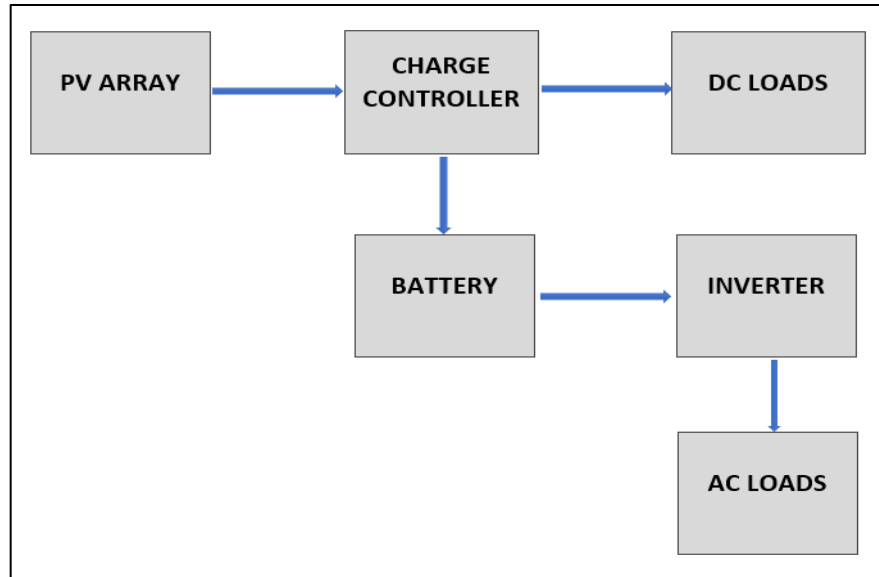 PV ARRAY
CHARGE
CONTROLLER
DC LOADS
BATTERY
INVERTER
AC LOADS